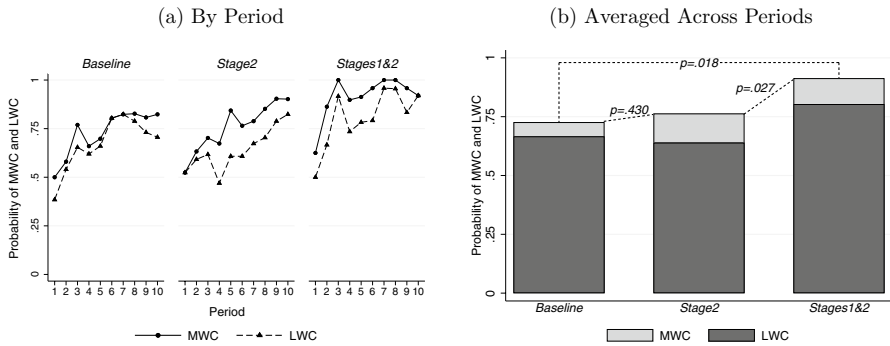 (a) By Period
Baseline Stage2 Stages1&2
Probability of MWC and LWC
1
.75
.5
.25
0
1 2 3 4 5 6 7 8 9 10 1 2 3 4 5 6 7 8 9 10 1 2 3 4 5 6 7 8 9 10
Period
MWC LWC
(b) Averaged Across Periods
Probability of MWC and LWC
1
.75
.5
.25
0
p=.018
p=.027
p=.430
Baseline Stage2 Stages1&2
MWC LWC